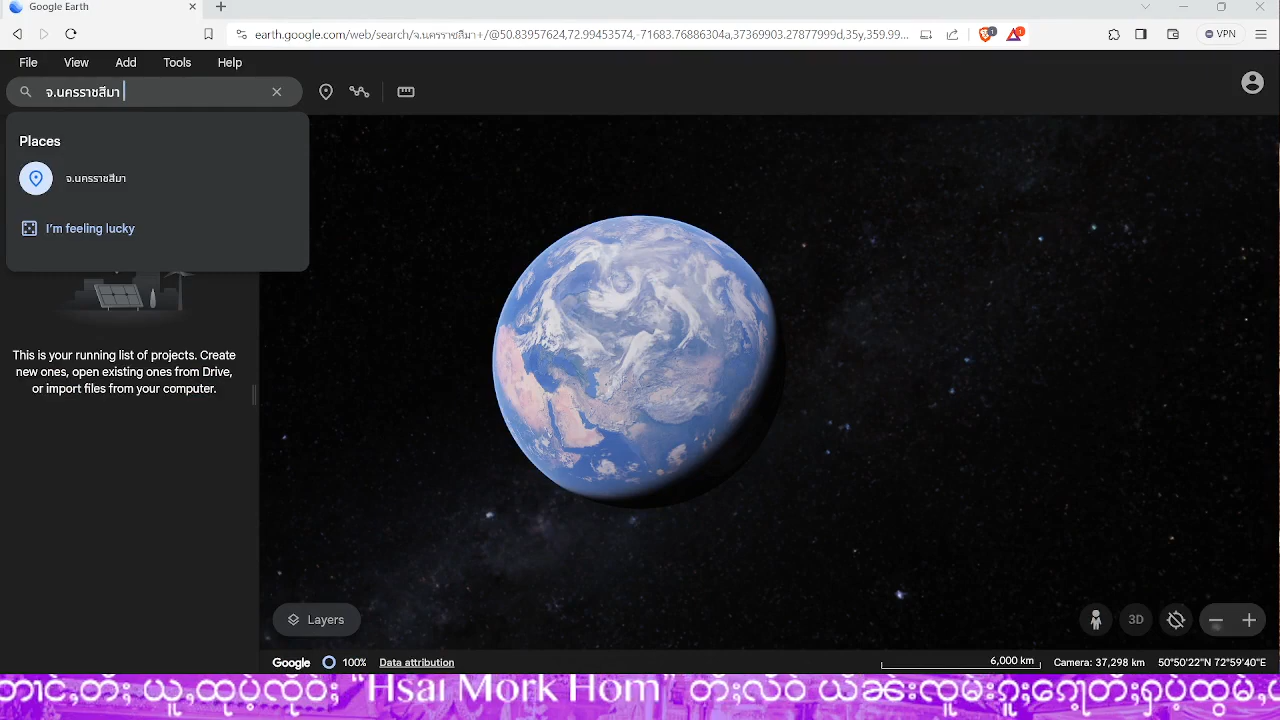 Google Earth
earth.google.com/web/search/จ.นครราชสีมา+/@50.83957024,72.99453574,-71683.76886304a,37369903.27877999d,35y,359.99...
VPN
File View Add Tools Help
จ.นครราชสีมา
Places
จ.นครราชสีมา
I'm feeling lucky
This is your running list of projects. Create
new ones, open existing ones from Drive,
or import files from your computer.
Layers
3D
Google 100% Data attribution
6,000 km Camera: 37,298 km 50°50'22"N 72°59'40"E
"Hsai Mork Hom"